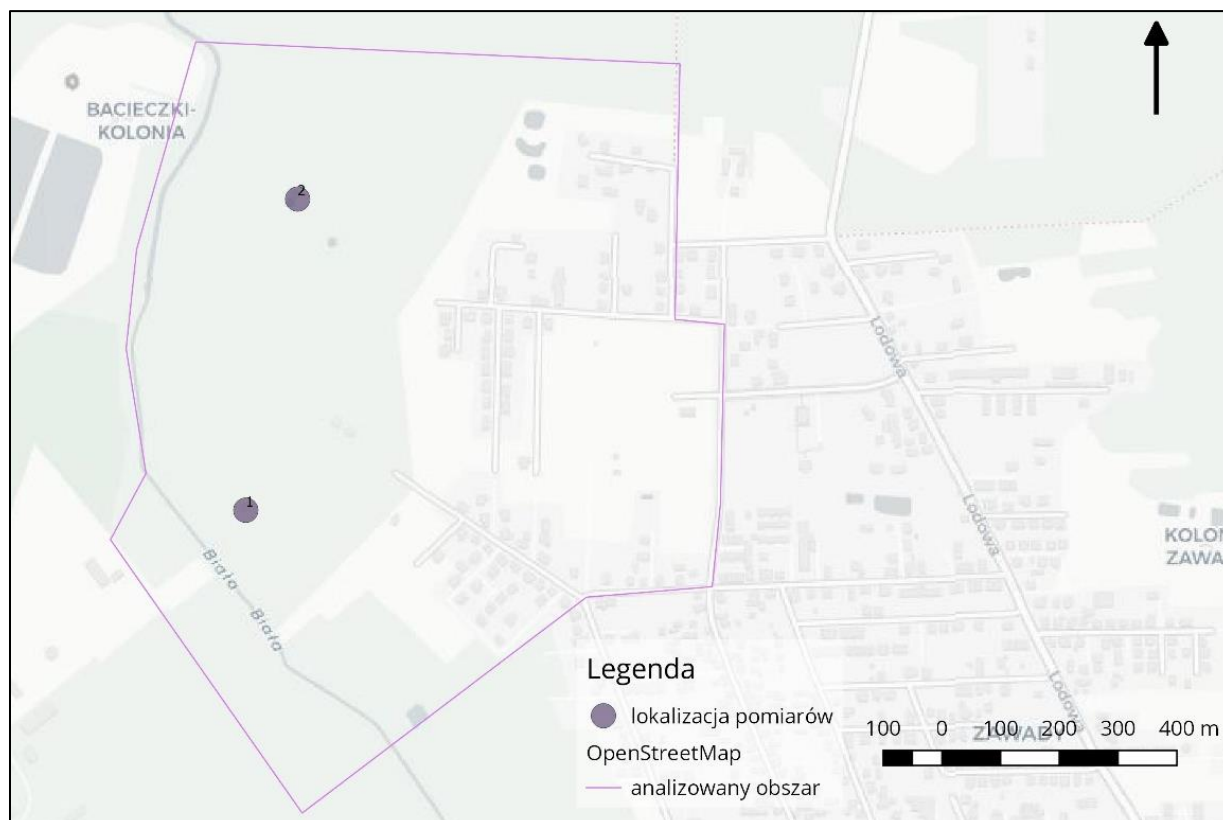 BACIECZKI-
KOLONIA
2
Lodowa
1
Lodowa
KOLON
ZAWA
Biała
Biała
Lodowa
Legenda
lokalizacja pomiarów
OpenStreetMap
analizowany obszar
ZAWADY
100 0 100 200 300 400 m